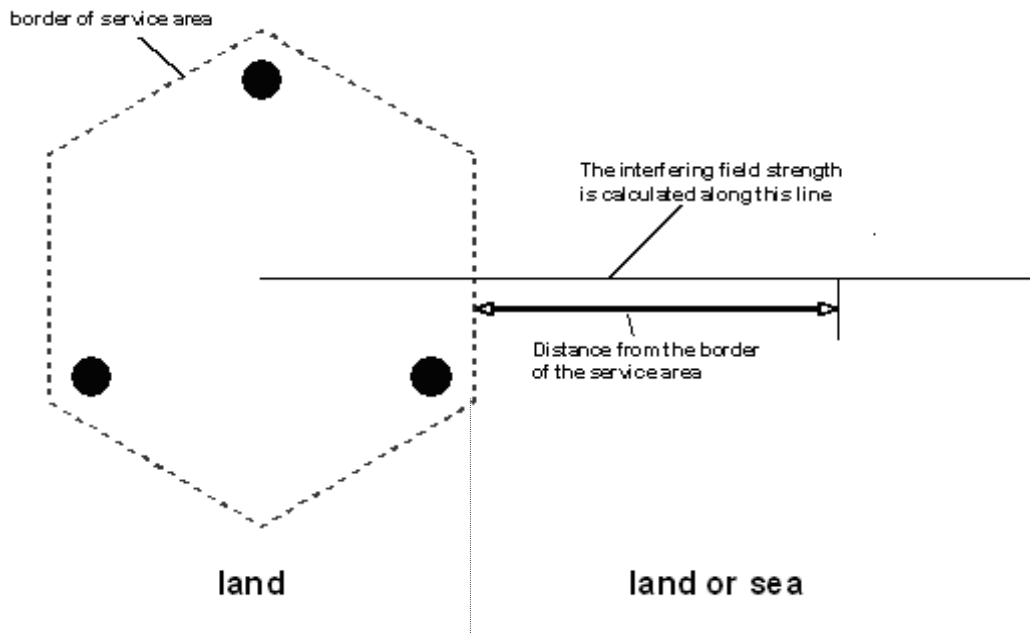 border of service area
The interfering field strength
is calculated along this line
Distance from the border
of the service area
land
land or sea